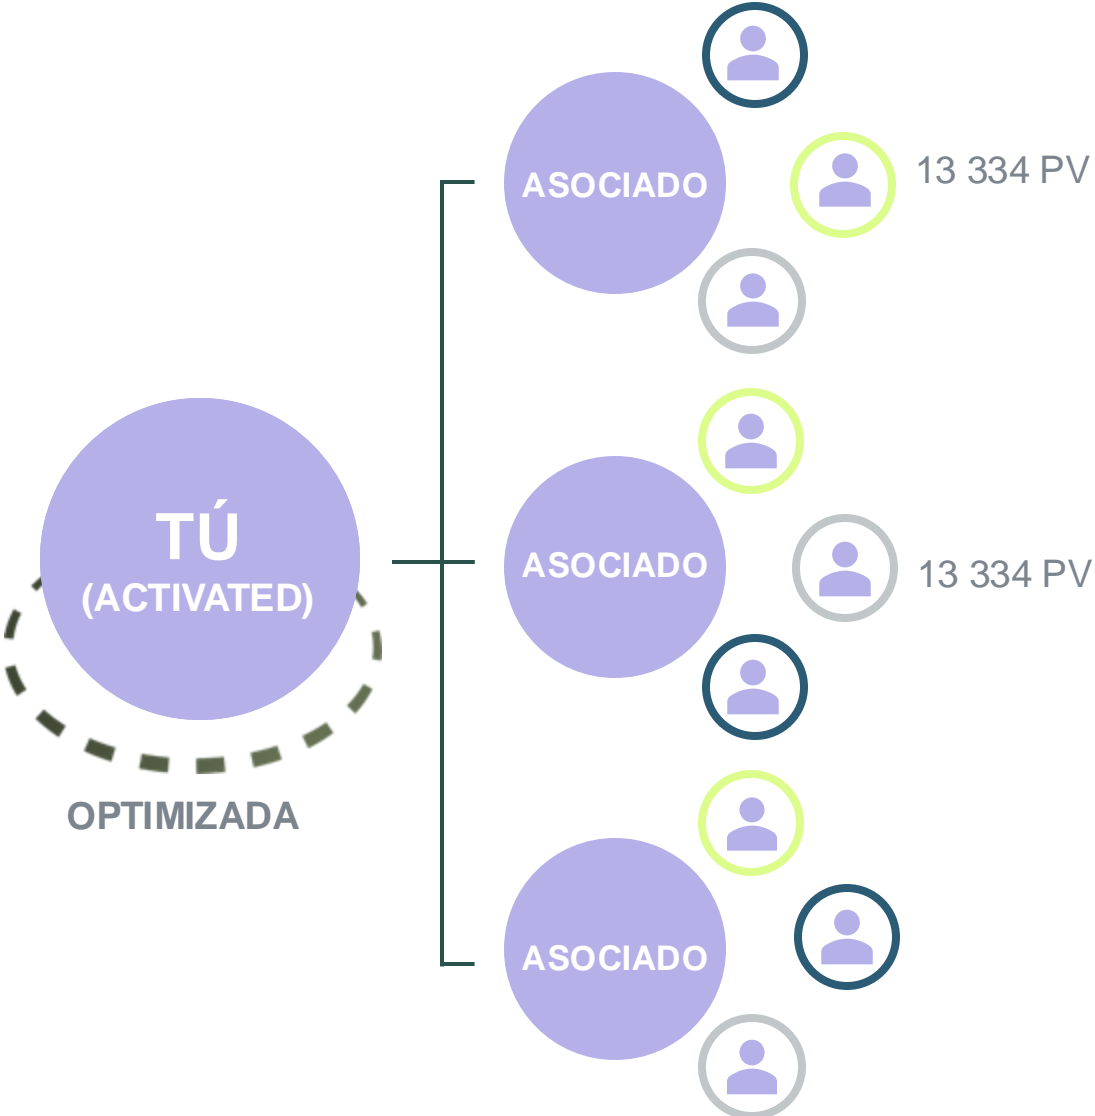 ASOCIADO
13 334 PV
TÚ
(ACTIVATED)
ASOCIADO
13 334 PV
OPTIMIZADA
ASOCIADO